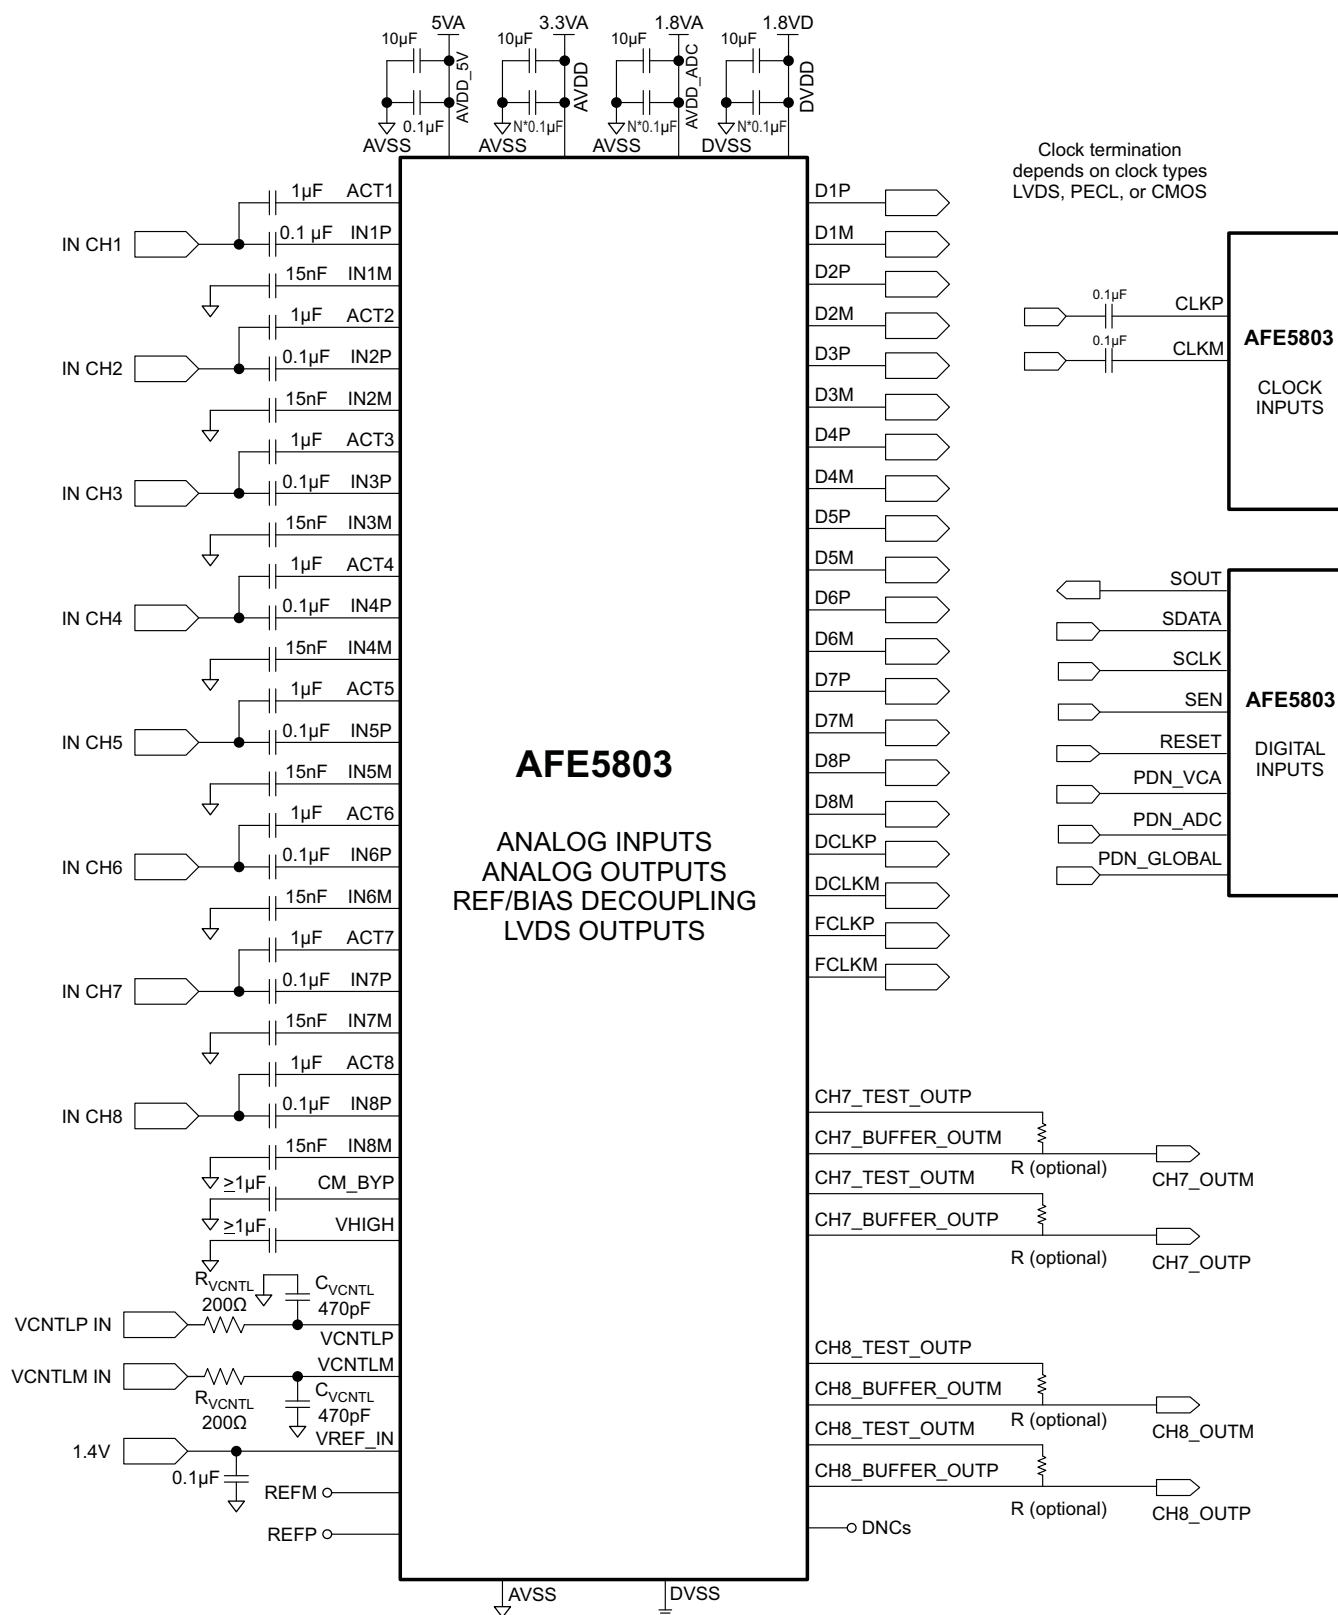 5VA
3.3VA
1.8VA
1.8VD
10µF
10µF
10µF
10µF
AVDD_5V
AVDD
AVDD_ADC
DVDD
0.1µF
N*0.1µF
N*0.1µF
N*0.1µF
AVSS
AVSS
AVSS
DVSS
IN CH1
1µF ACT1
0.1 µF IN1P
15nF IN1M
IN CH2
1µF ACT2
0.1µF IN2P
15nF IN2M
IN CH3
1µF ACT3
0.1µF IN3P
15nF IN3M
IN CH4
1µF ACT4
0.1µF IN4P
15nF IN4M
IN CH5
1µF ACT5
0.1µF IN5P
15nF IN5M
IN CH6
1µF ACT6
0.1µF IN6P
15nF IN6M
IN CH7
1µF ACT7
0.1µF IN7P
15nF IN7M
IN CH8
1µF ACT8
0.1µF IN8P
15nF IN8M
≥1µF CM_BYP
≥1µF VHIGH
RVCNTL
200Ω
CVCNTL
470pF
VCNTLP IN
VCNTLP
VCNTLM IN
VCNTLM
RVCNTL
200Ω
CVCNTL
470pF
1.4V
VREF_IN
0.1µF
REFM
REFP
AFE5803
ANALOG INPUTS
ANALOG OUTPUTS
REF/BIAS DECOUPLING
LVDS OUTPUTS
AVSS
DVSS
D1P
D1M
D2P
D2M
D3P
D3M
D4P
D4M
D5P
D5M
D6P
D6M
D7P
D7M
D8P
D8M
DCLKP
DCLKM
FCLKP
FCLKM
CH7_TEST_OUTP
CH7_BUFFER_OUTM
R (optional)
CH7_OUTM
CH7_TEST_OUTM
CH7_BUFFER_OUTP
R (optional)
CH7_OUTP
CH8_TEST_OUTP
CH8_BUFFER_OUTM
R (optional)
CH8_OUTM
CH8_TEST_OUTM
CH8_BUFFER_OUTP
R (optional)
CH8_OUTP
DNCs
Clock termination
depends on clock types
LVDS, PECL, or CMOS
0.1µF
CLKP
0.1µF
CLKM
AFE5803
CLOCK
INPUTS
SOUT
SDATA
SCLK
SEN
RESET
PDN_VCA
PDN_ADC
PDN_GLOBAL
AFE5803
DIGITAL
INPUTS